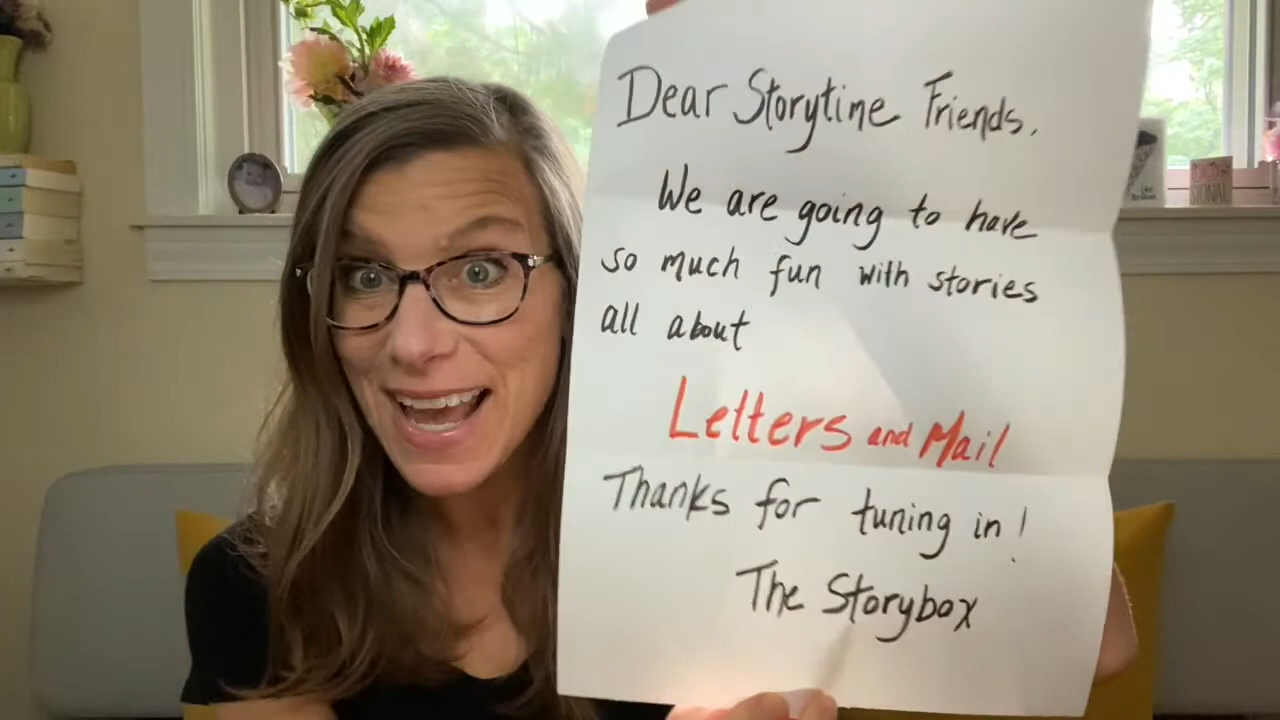 Dear Storytime Friends,
We are going to have
so much fun with stories
all about
Letters and Mail
Thanks for tuning in!
The Storybox